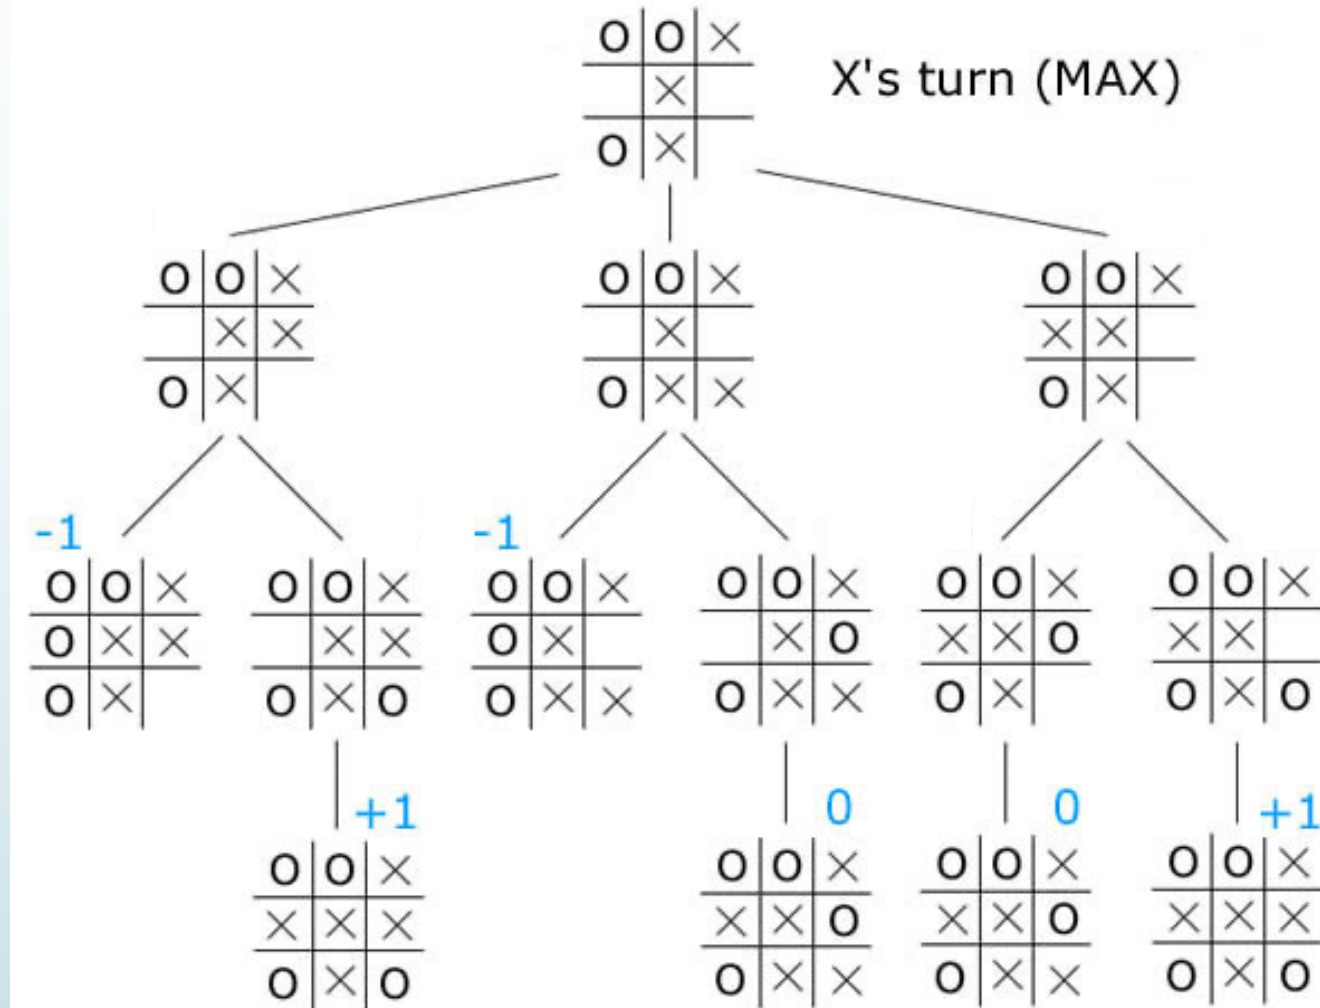 O O ×
×
O ×
X's turn (MAX)
O O ×
× ×
O ×
O O ×
×
O × ×
O O ×
× ×
O ×
-1
O O ×
O × ×
O ×
O O ×
× ×
O × O
-1
O O ×
O ×
O × ×
O O ×
× O
O × ×
O O ×
× × O
O ×
O O ×
× ×
O × O
+1
O O ×
× × ×
O × O
0
O O ×
× × O
O × ×
0
O O ×
× × O
O × ×
+1
O O ×
× × ×
O × O